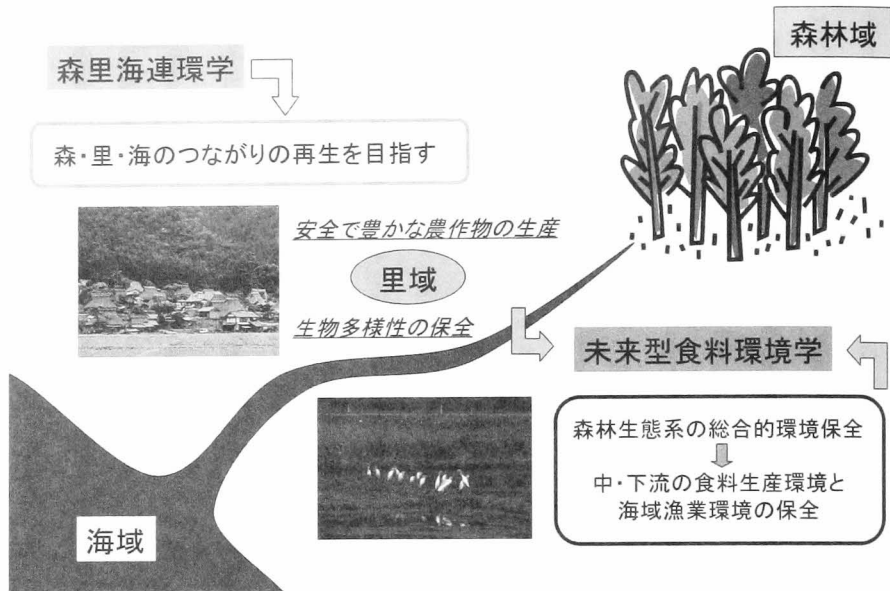 森林域
森里海連環学
森・里・海のつながりの再生を目指す
安全で豊かな農作物の生産
里域
生物多様性の保全
未来型食料環境学
森林生態系の総合的環境保全
中・下流の食料生産環境と
海域漁業環境の保全
海域